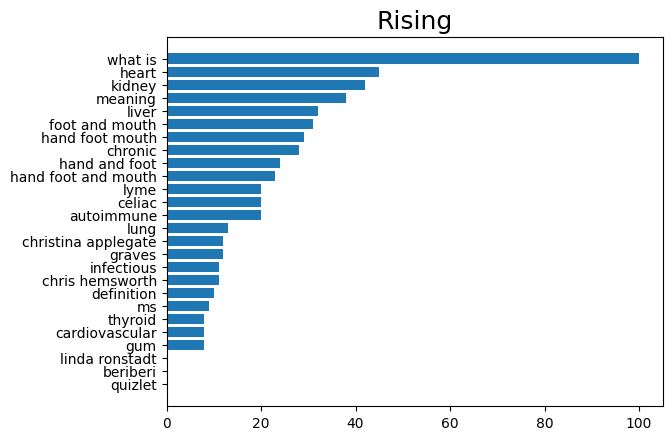 Rising
what is
heart
kidney
meaning
liver
foot and mouth
hand foot mouth
chronic
hand and foot
hand foot and mouth
lyme
celiac
autoimmune
lung
christina applegate
graves
infectious
chris hemsworth
definition
ms
thyroid
cardiovascular
gum
linda ronstadt
beriberi
quizlet
0 20 40 60 80 100